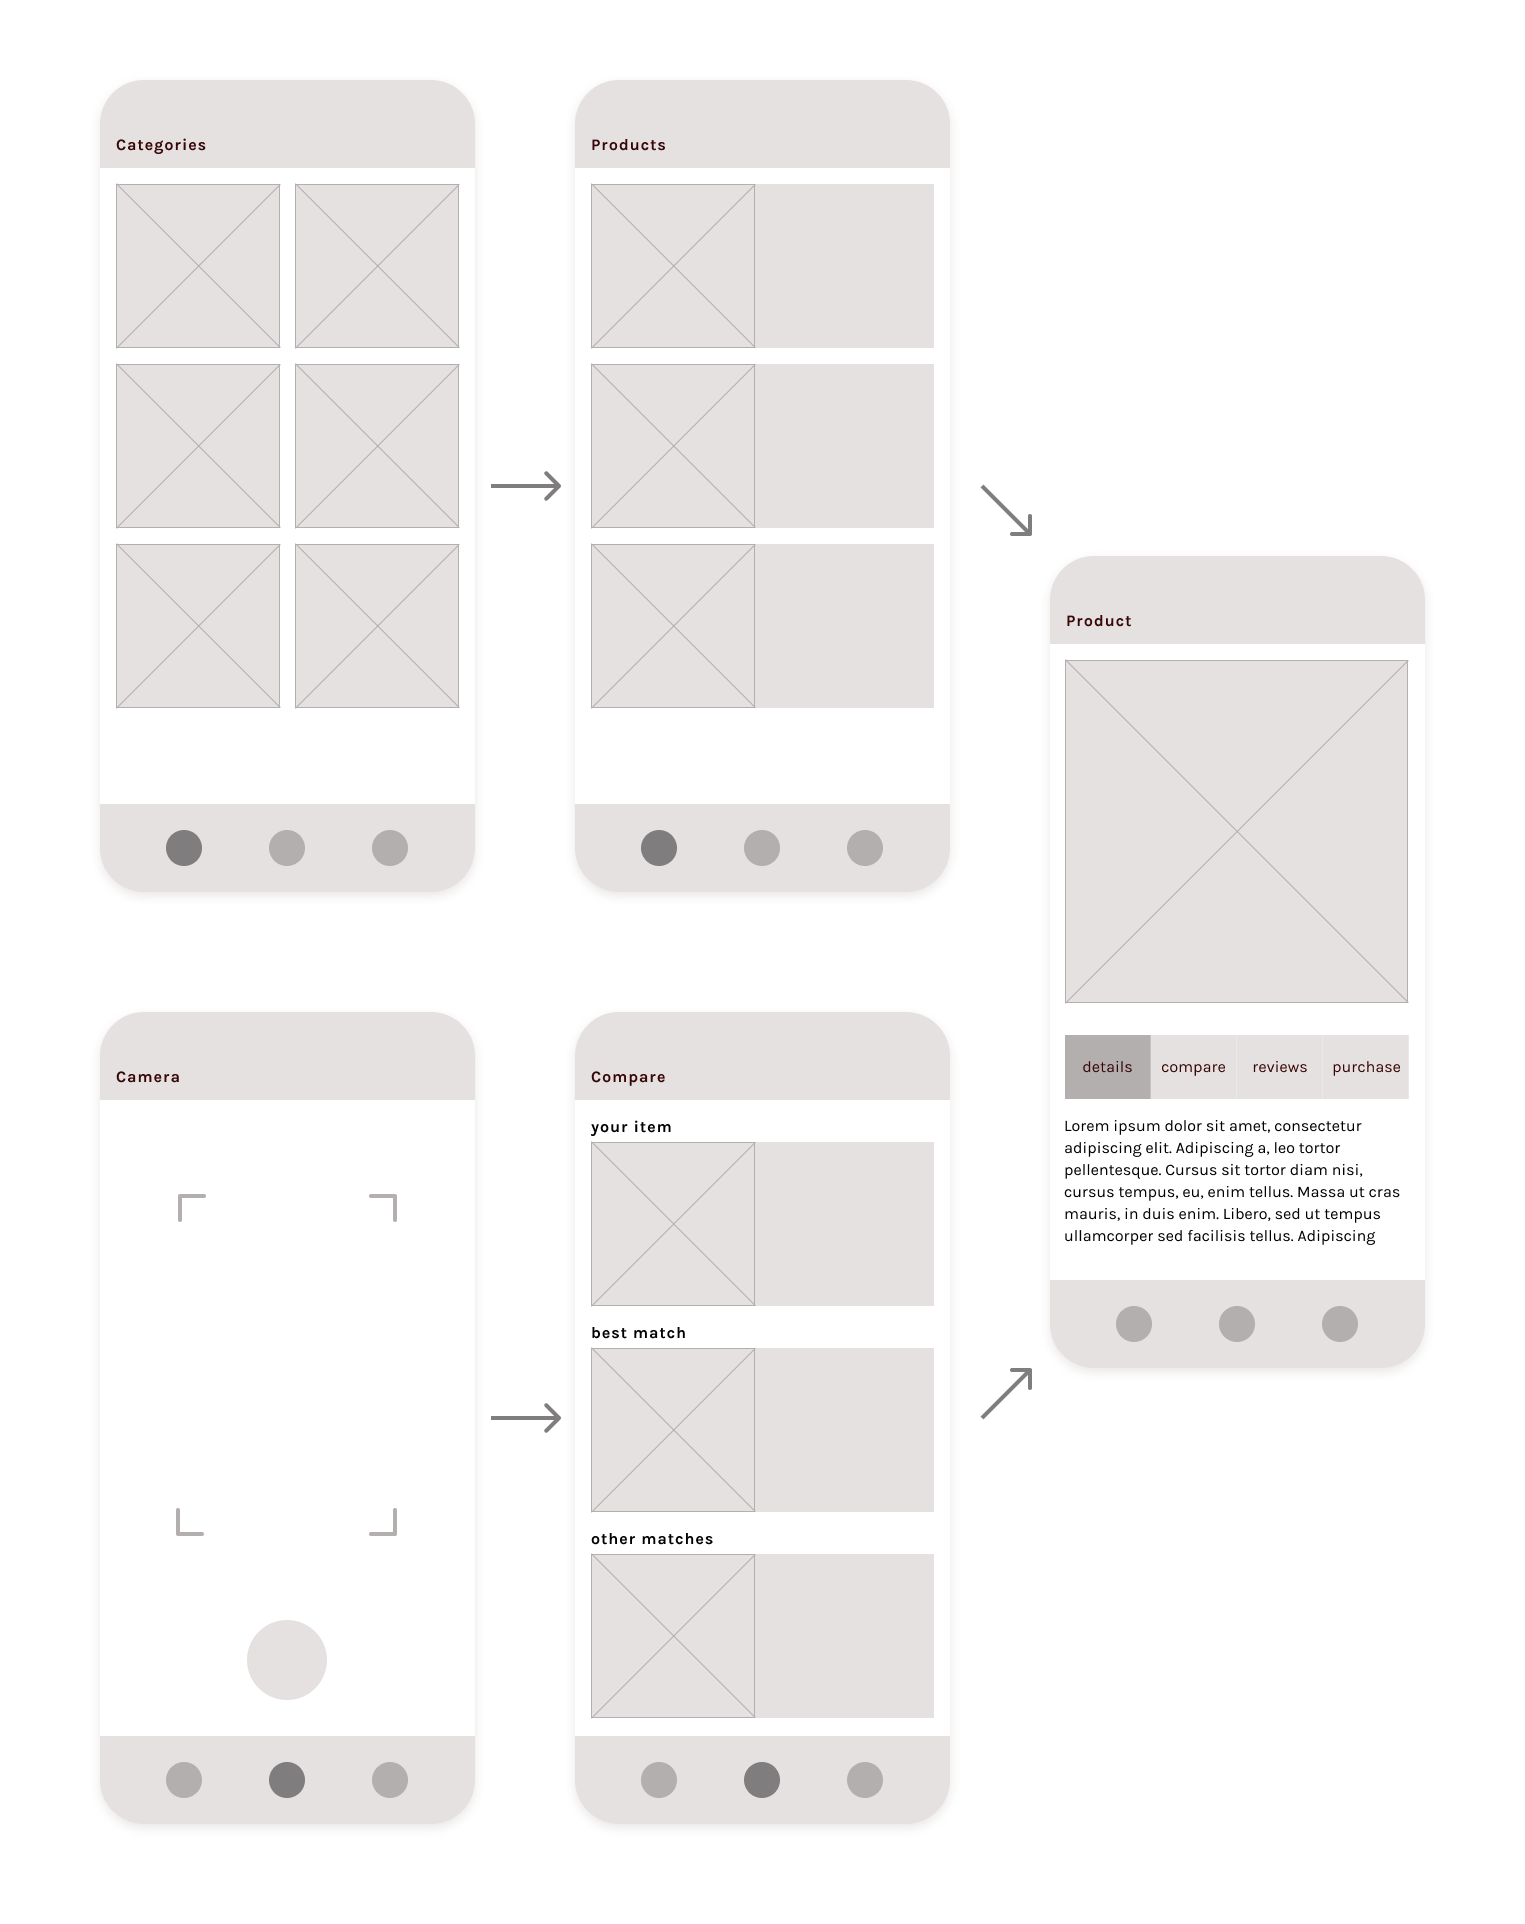 Categories
Products
Product
details
compare
reviews
purchase
Lorem ipsum dolor sit amet, consectetur
adipiscing elit. Adipiscing a, leo tortor
pellentesque. Cursus sit tortor diam nisi,
cursus tempus, eu, enim tellus. Massa ut cras
mauris, in duis enim. Libero, sed ut tempus
ullamcorper sed facilisis tellus. Adipiscing
Camera
Compare
your item
best match
other matches